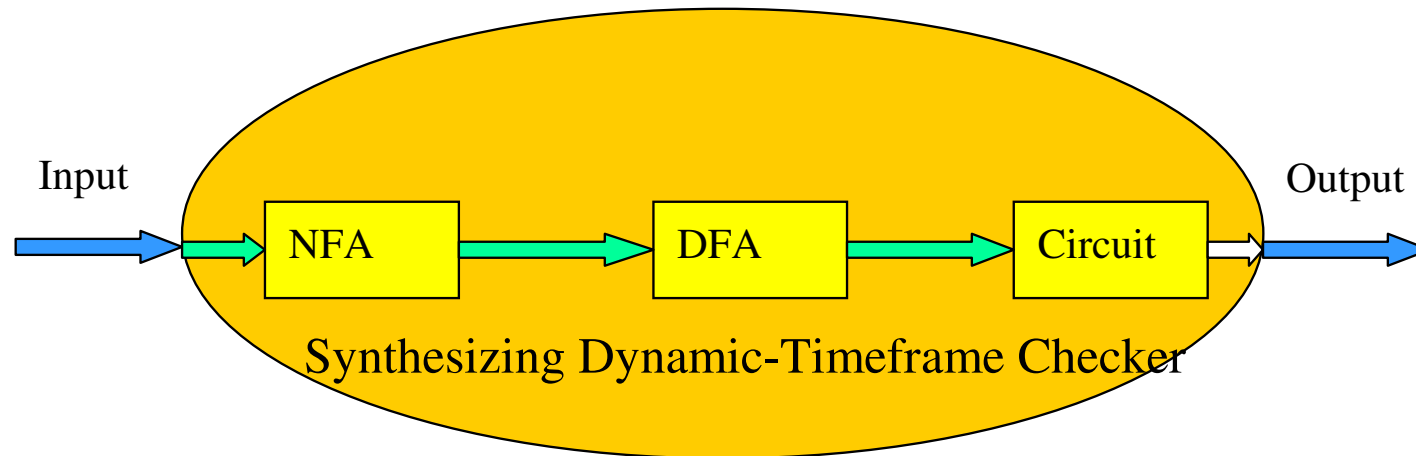 Input
Output
NFA
DFA
Circuit
Synthesizing Dynamic-Timeframe Checker